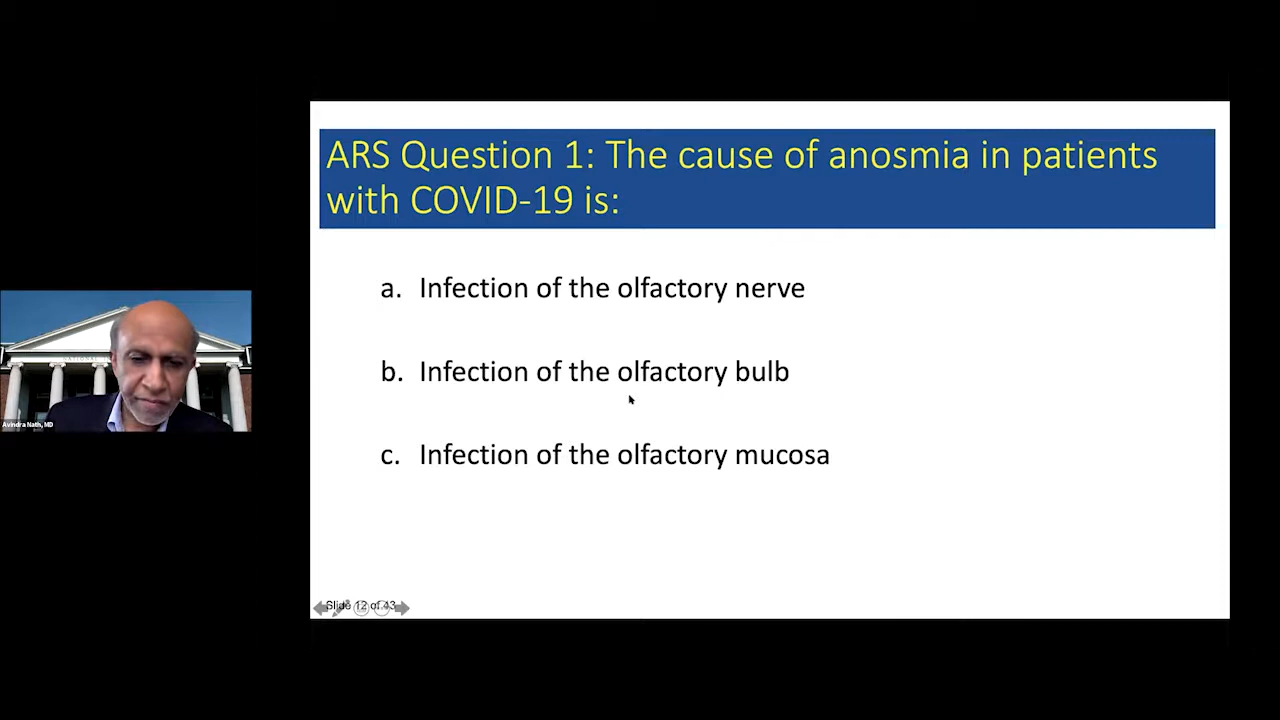 ARS Question 1: The cause of anosmia in patients
with COVID-19 is:
a. Infection of the olfactory nerve
b. Infection of the olfactory bulb
c. Infection of the olfactory mucosa
Avindra Nath, MD
Slide 12 of 43